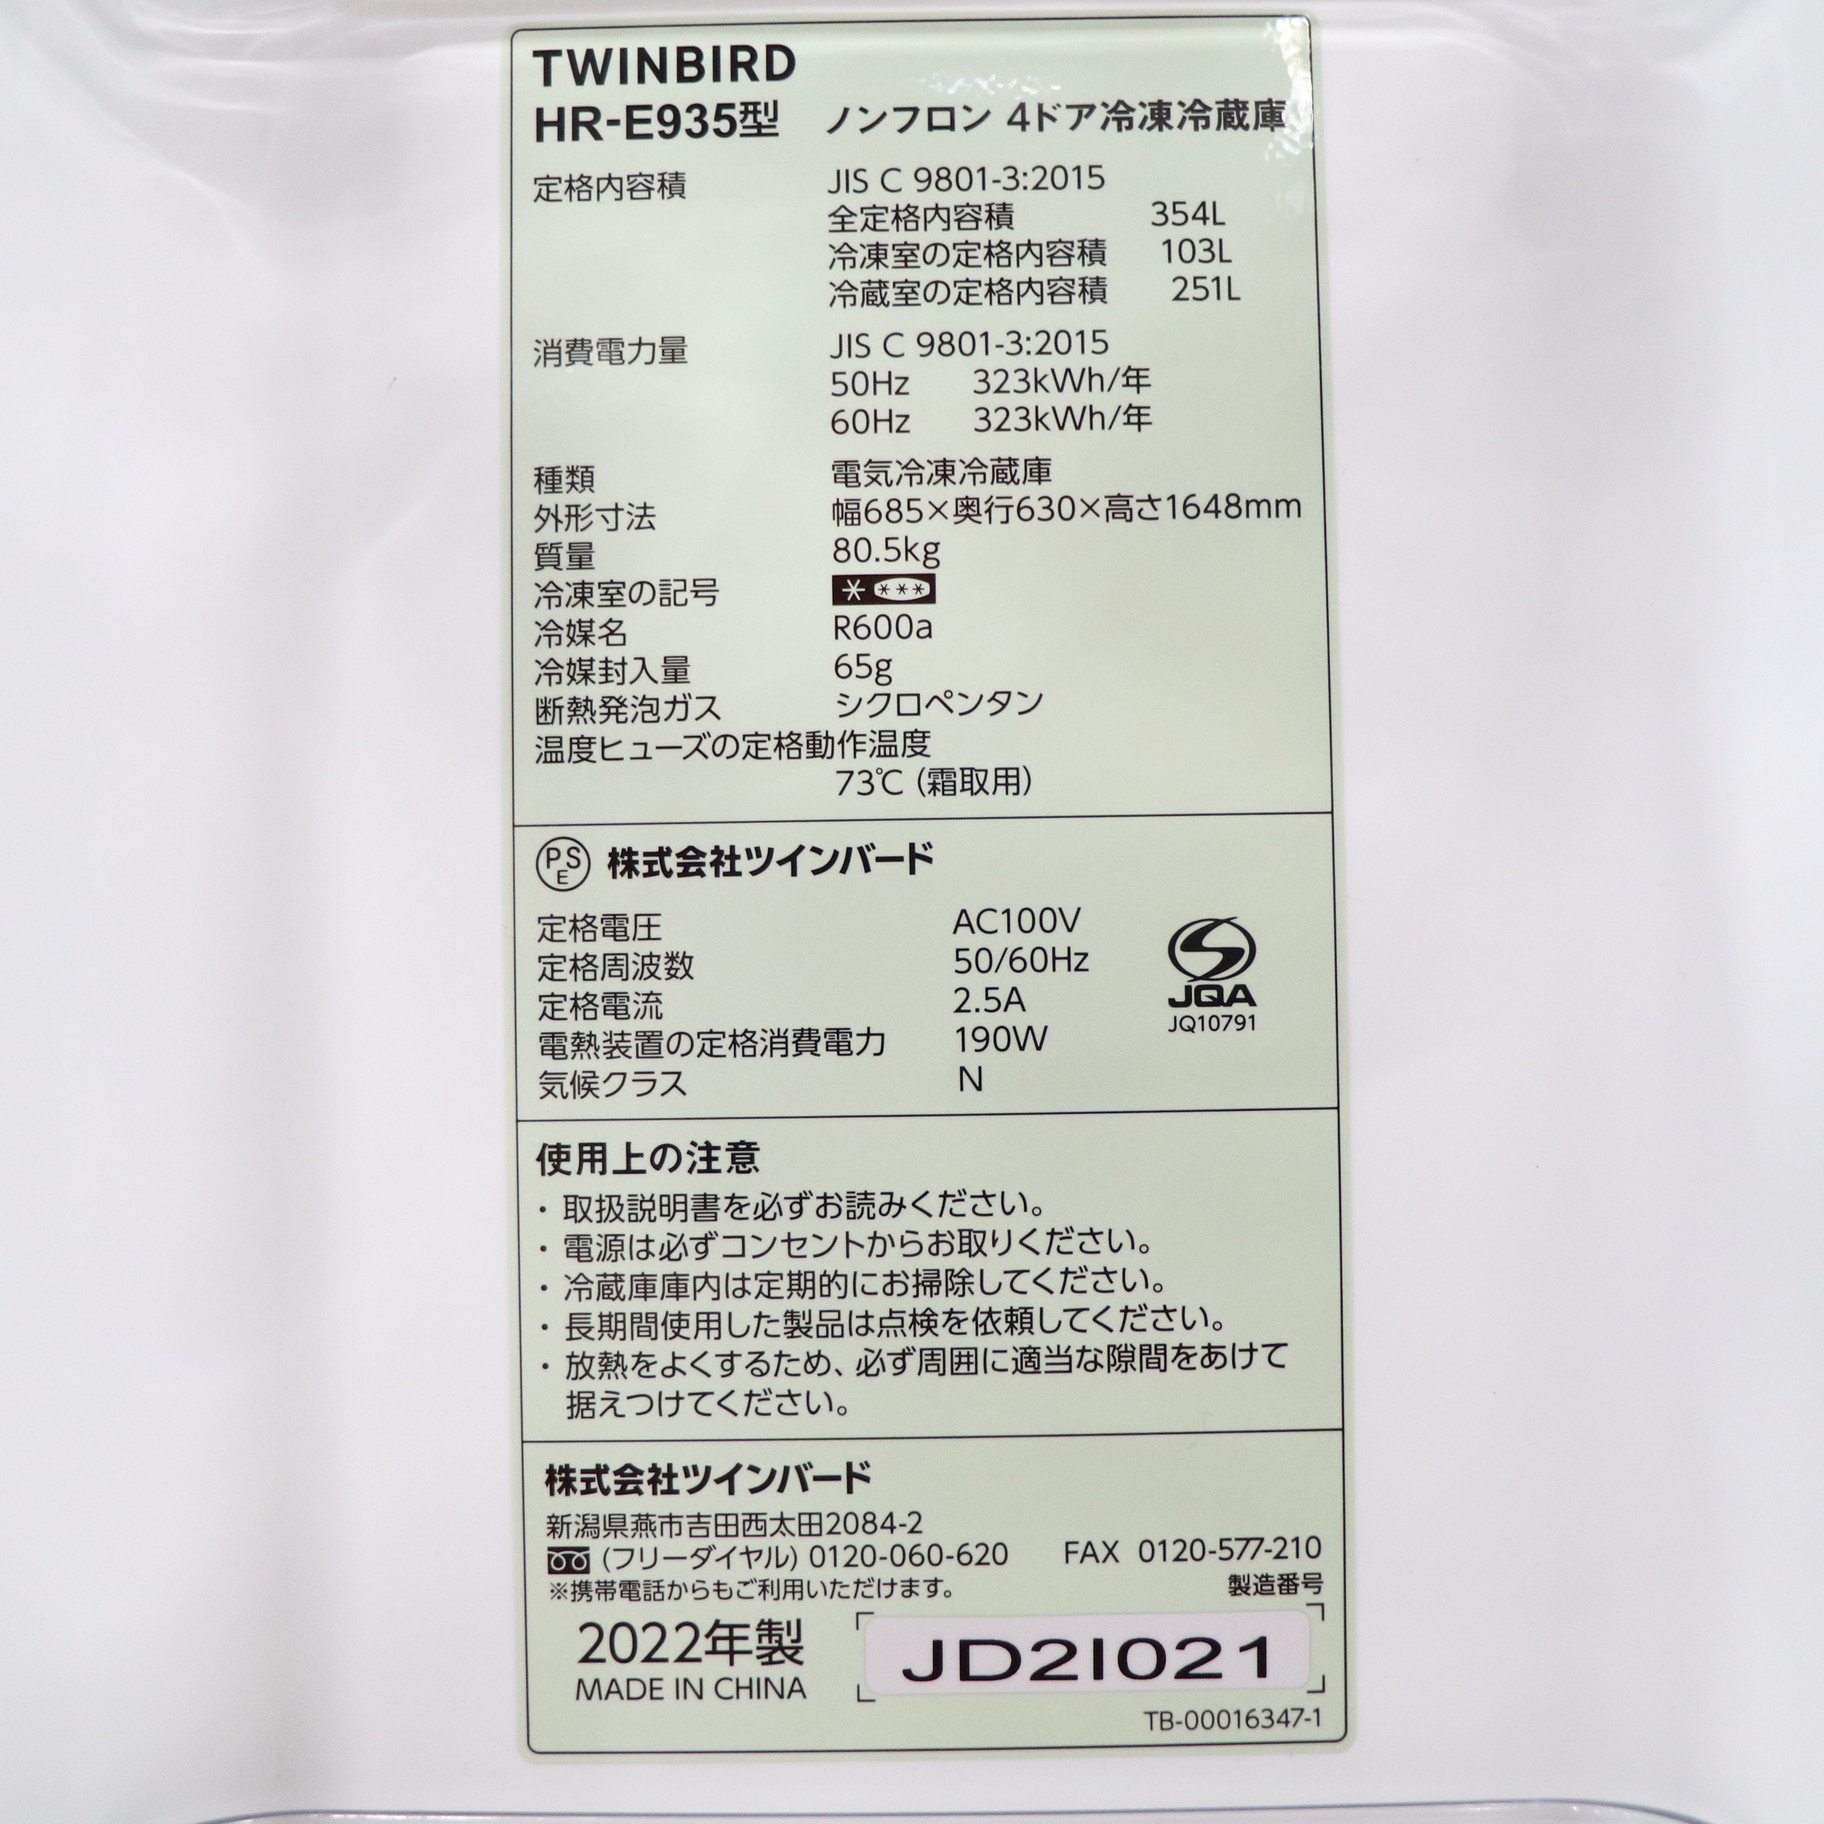 TWINBIRD
HR-E935型 ノンフロン 4ドア冷凍冷蔵庫
定格内容積 JIS C 9801-3:2015
全定格内容積 354L
冷凍室の定格内容積 103L
冷蔵室の定格内容積 251L
消費電力量 JIS C 9801-3:2015
50Hz 323kWh/年
60Hz 323kWh/年
種類 電気冷凍冷蔵庫
外形寸法 幅685×奥行630×高さ1648mm
質量 80.5kg
冷凍室の記号 * ***
冷媒名 R600a
冷媒封入量 65g
断熱発泡ガス シクロペンタン
温度ヒューズの定格動作温度
73℃(霜取用)
PSE 株式会社ツインバード
定格電圧 AC100V
定格周波数 50/60Hz
定格電流 2.5A
電熱装置の定格消費電力 190W
気候クラス N
JQA
JQ10791
使用上の注意
・取扱説明書を必ずお読みください。
・電源は必ずコンセントからお取りください。
・冷蔵庫庫内は定期的にお掃除してください。
・長期間使用した製品は点検を依頼してください。
・放熱をよくするため、必ず周囲に適当な隙間をあけて
据えつけてください。
株式会社ツインバード
新潟県燕市吉田西太田2084-2
(フリーダイヤル) 0120-060-620 FAX 0120-577-210
※携帯電話からもご利用いただけます。 製造番号
2022年製 JD2I021
MADE IN CHINA
TB-00016347-1